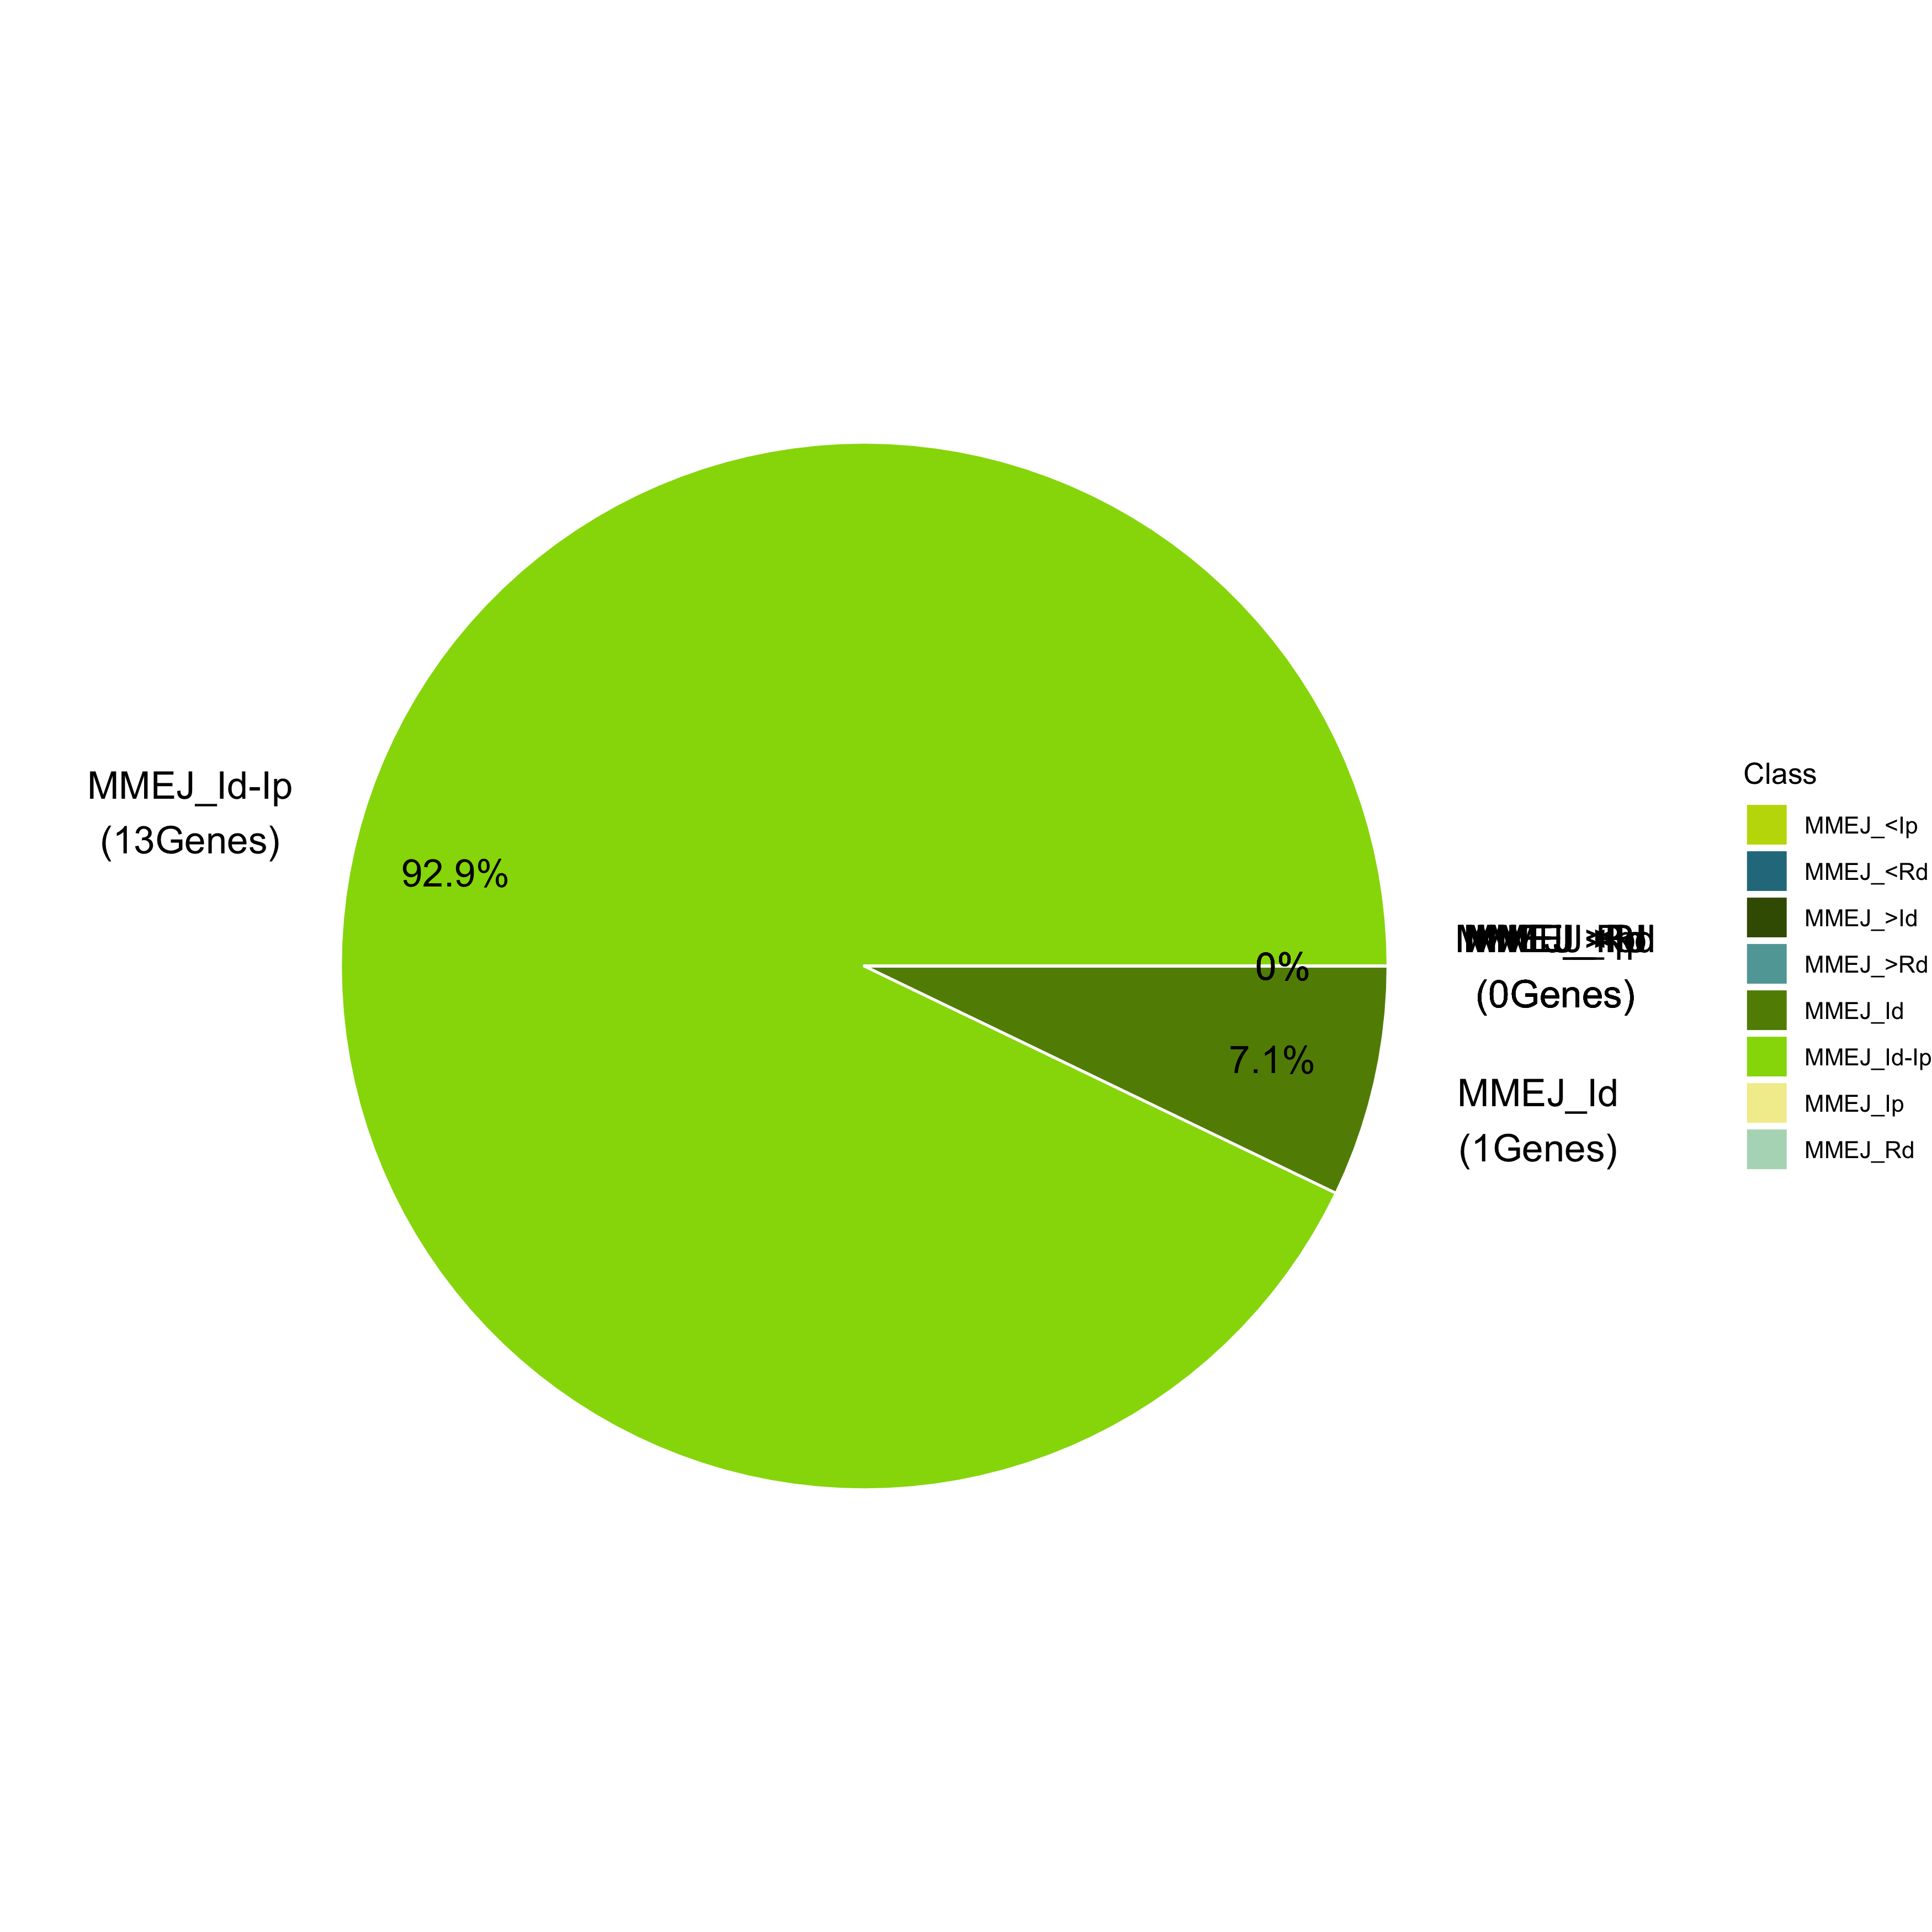 MMEJ_Id-Ip
(13Genes)
92.9%
0%
(0Genes)
7.1%
MMEJ_Id
(1Genes)
Class
MMEJ_<Ip
MMEJ_<Rd
MMEJ_>Id
MMEJ_>Rd
MMEJ_Id
MMEJ_Id-Ip
MMEJ_Ip
MMEJ_Rd